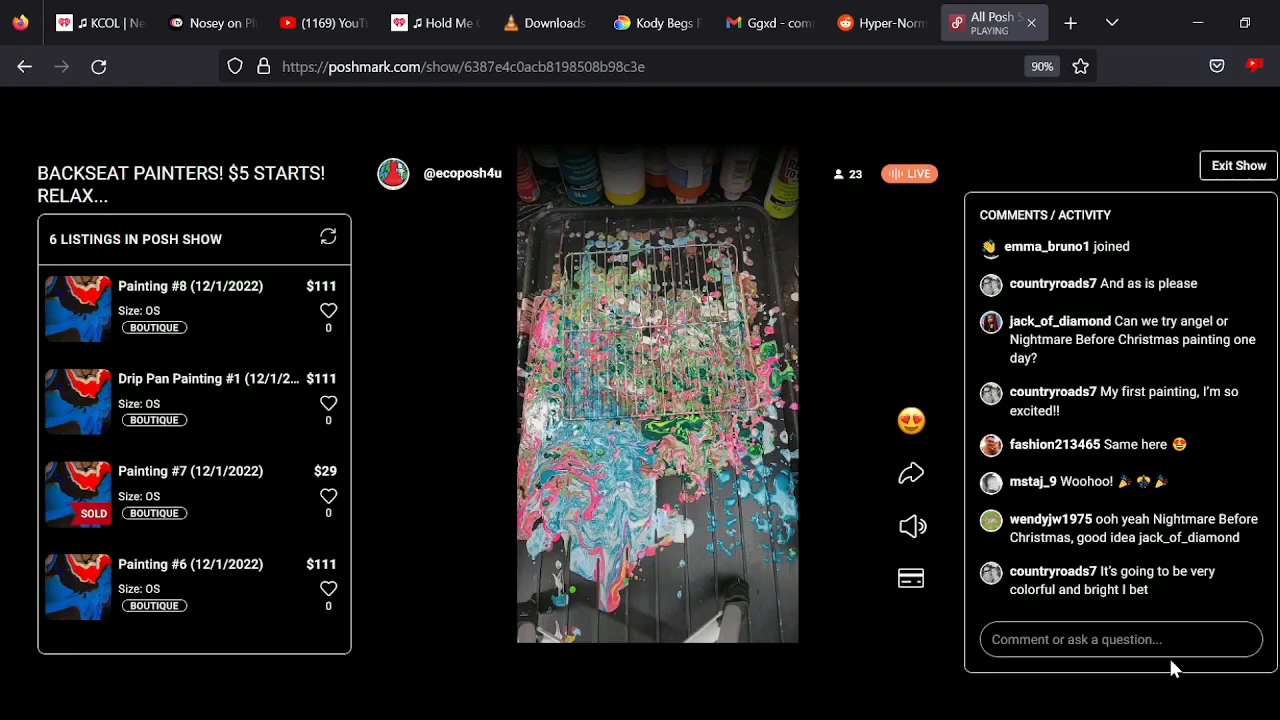 KCOL | Ne
Nosey on Pl
(1169) YouT
Hold Me
Downloads
Kody Begs F
Ggxd - com
Hyper-Norm
All Posh S
PLAYING
https://poshmark.com/show/6387e4c0acb8198508b98c3e
90%
BACKSEAT PAINTERS! $5 STARTS!
RELAX...
@ecoposh4u
23
LIVE
Exit Show
6 LISTINGS IN POSH SHOW
Painting #8 (12/1/2022) $111
Size: OS
BOUTIQUE
0
Drip Pan Painting #1 (12/1/2... $111
Size: OS
BOUTIQUE
0
Painting #7 (12/1/2022) $29
Size: OS
SOLD
BOUTIQUE
0
Painting #6 (12/1/2022) $111
Size: OS
BOUTIQUE
0
COMMENTS / ACTIVITY
emma_bruno1 joined
countryroads7 And as is please
jack_of_diamond Can we try angel or
Nightmare Before Christmas painting one
day?
countryroads7 My first painting, I'm so
excited!!
fashion213465 Same here 😍
mstaj_9 Woohoo! 🎉 🎊 🎉
wendyjw1975 ooh yeah Nightmare Before
Christmas, good idea jack_of_diamond
countryroads7 It's going to be very
colorful and bright I bet
Comment or ask a question...